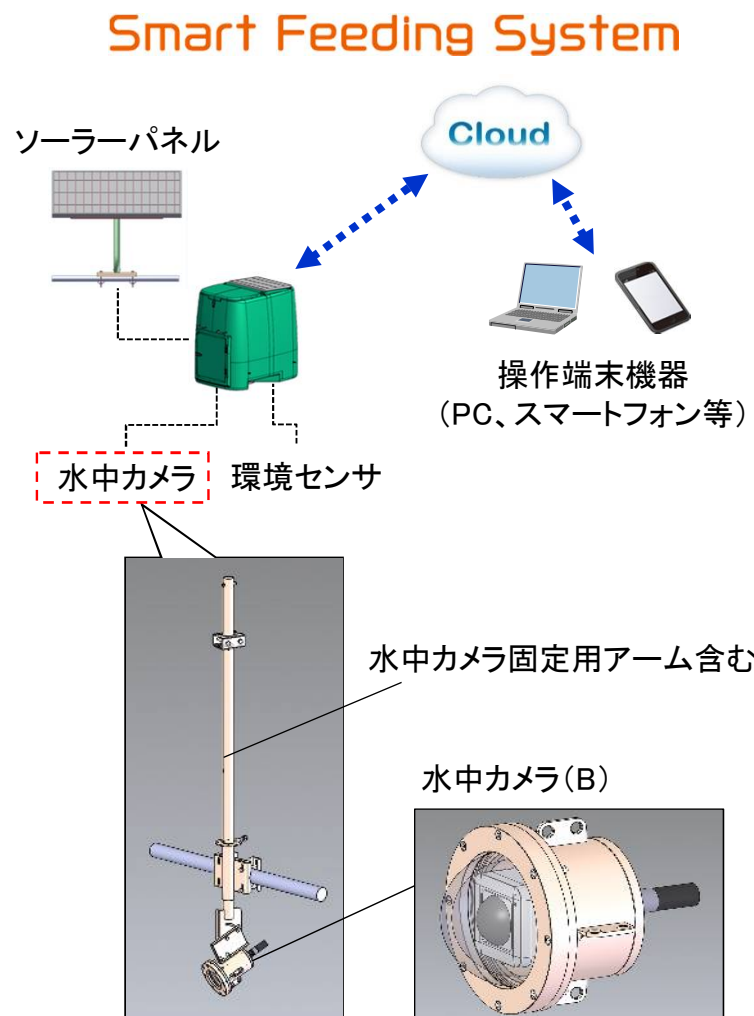 Smart Feeding System
ソーラーパネル
Cloud
操作端末機器
(PC、スマートフォン等)
水中カメラ
環境センサ
水中カメラ固定用アーム含む
水中カメラ(B)